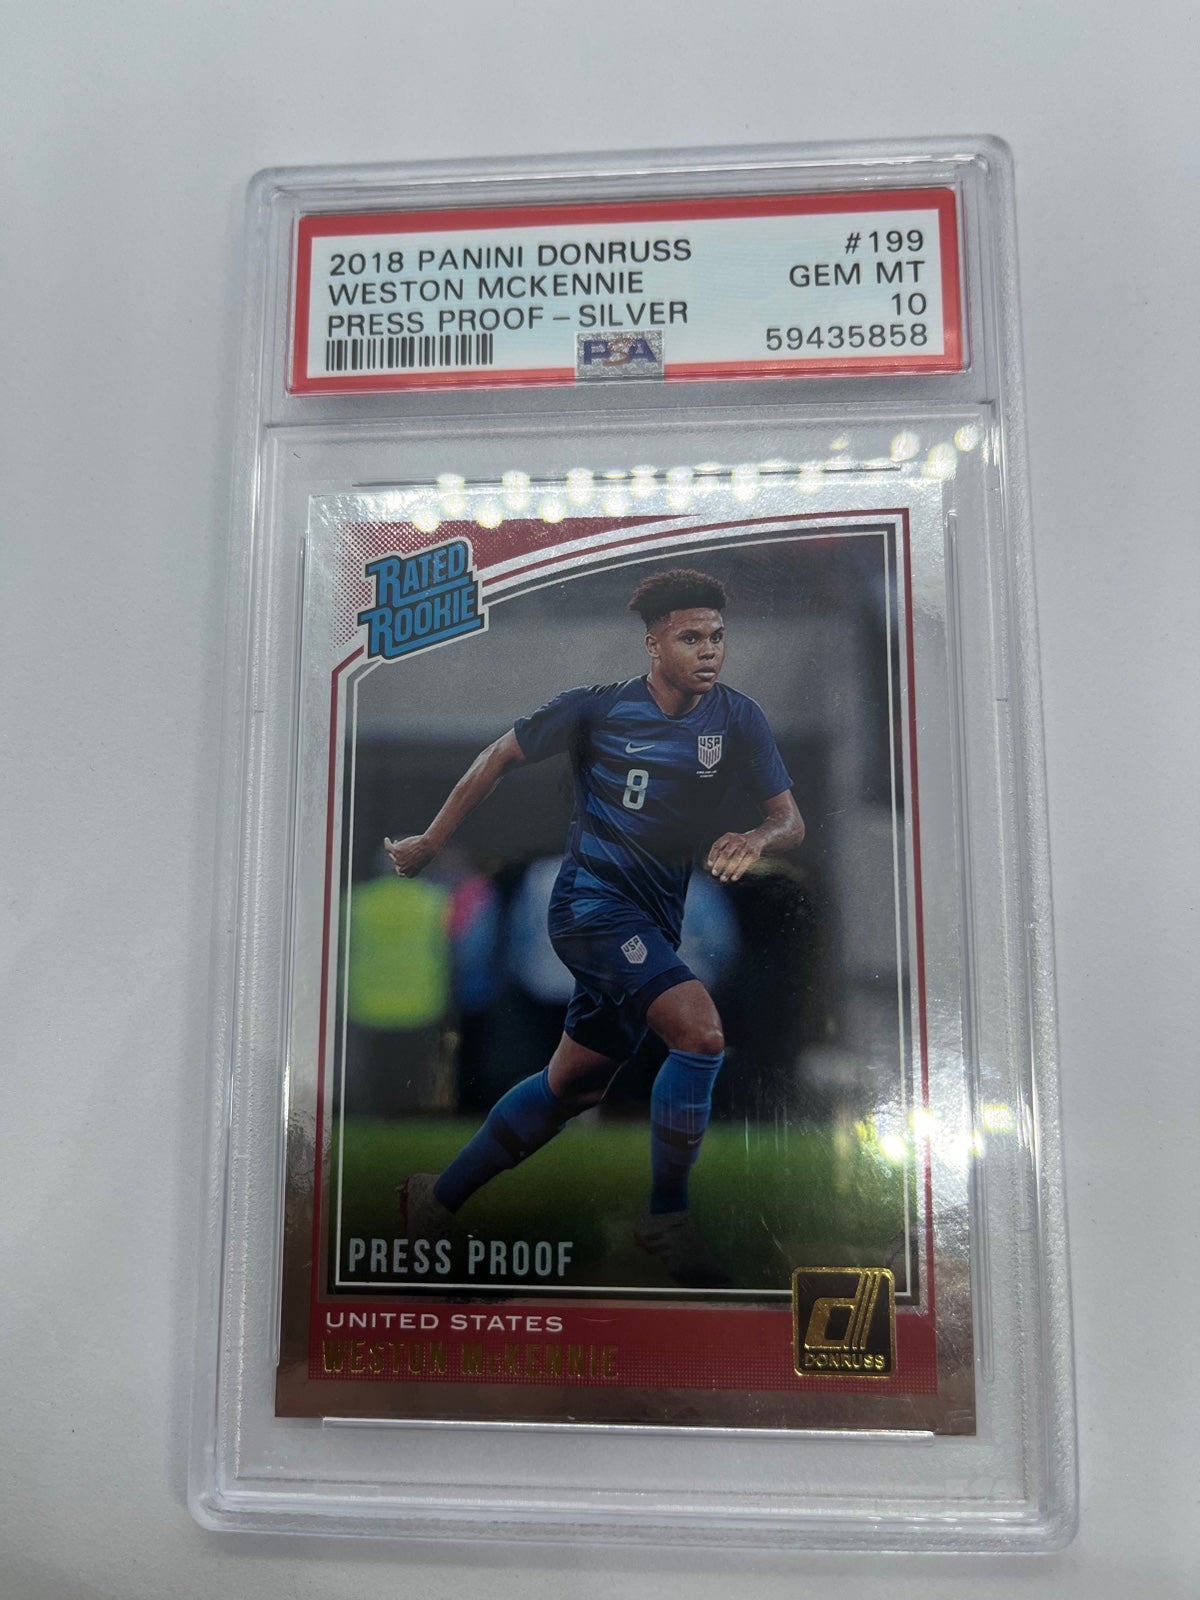 2018 PANINI DONRUSS #199
WESTON MCKENNIE GEM MT
PRESS PROOF - SILVER 10
59435858
PSA
RATED
ROOKIE
USA
8
USA
PRESS PROOF
UNITED STATES
WESTON McKENNIE
DONRUSS